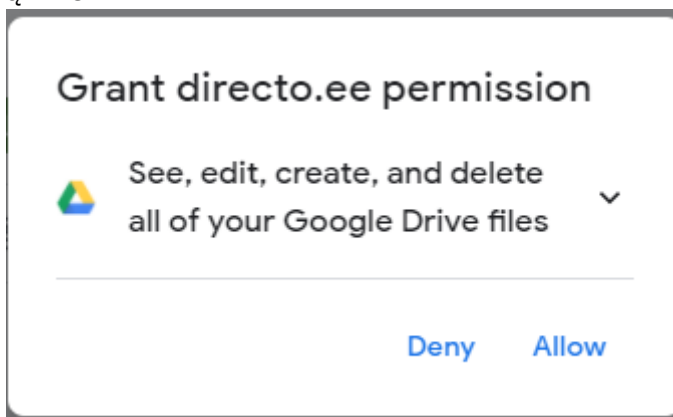 Grant directo.ee permission
See, edit, create, and delete
all of your Google Drive files
Deny Allow